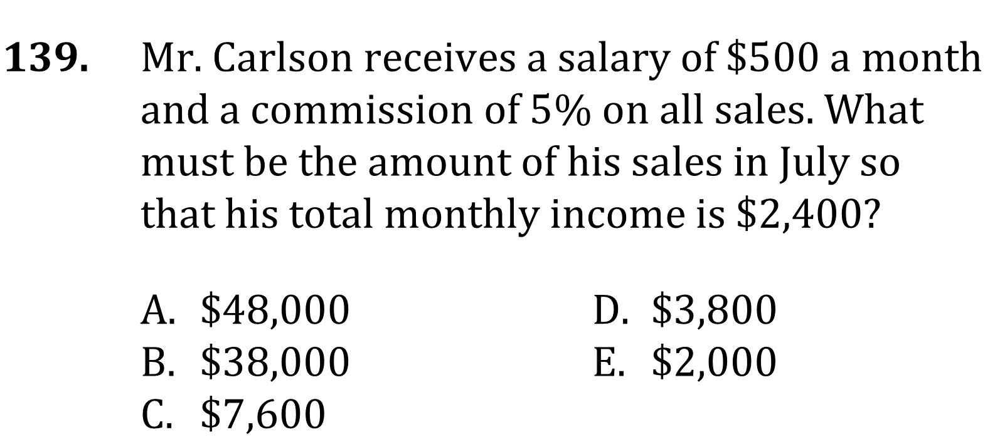 139. Mr. Carlson receives a salary of $500 a month
and a commission of 5% on all sales. What
must be the amount of his sales in July so
that his total monthly income is $2,400?
A. $48,000 D. $3,800
B. $38,000 E. $2,000
C. $7,600